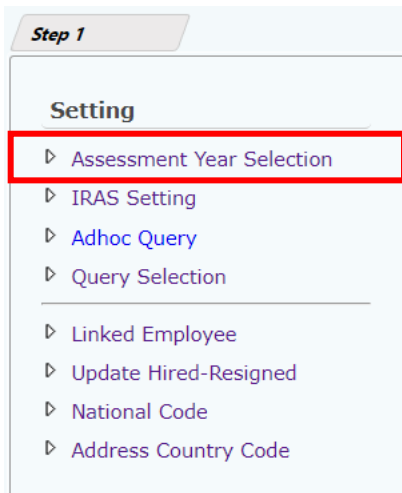 Step 1
Setting
Assessment Year Selection
IRAS Setting
Adhoc Query
Query Selection
Linked Employee
Update Hired-Resigned
National Code
Address Country Code